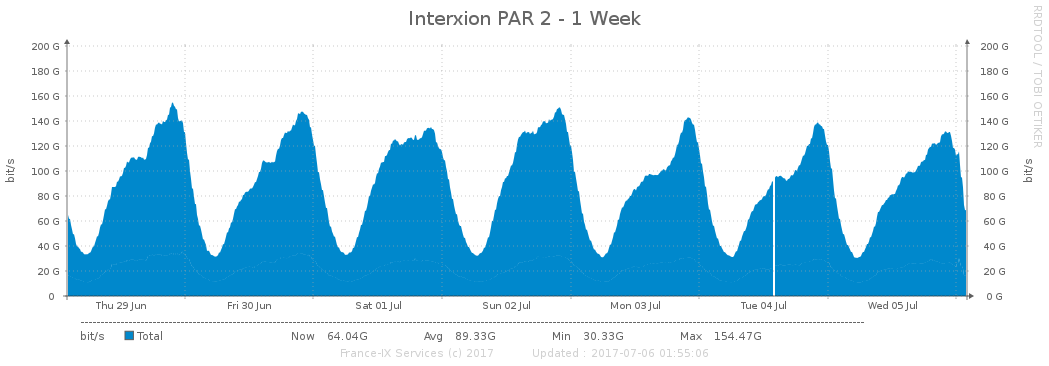 Interxion PAR 2 - 1 Week
RRDTOOL / TOBI OETIKER
bit/s
200 G 200 G
180 G 180 G
160 G 160 G
140 G 140 G
120 G 120 G
100 G 100 G
80 G 80 G
60 G 60 G
40 G 40 G
20 G 20 G
0 0 G
bit/s
Thu 29 Jun Fri 30 Jun Sat 01 Jul Sun 02 Jul Mon 03 Jul Tue 04 Jul Wed 05 Jul
bit/s Total Now 64.04G Avg 89.33G Min 30.33G Max 154.47G
France-IX Services (c) 2017 Updated : 2017-07-06 01:55:06